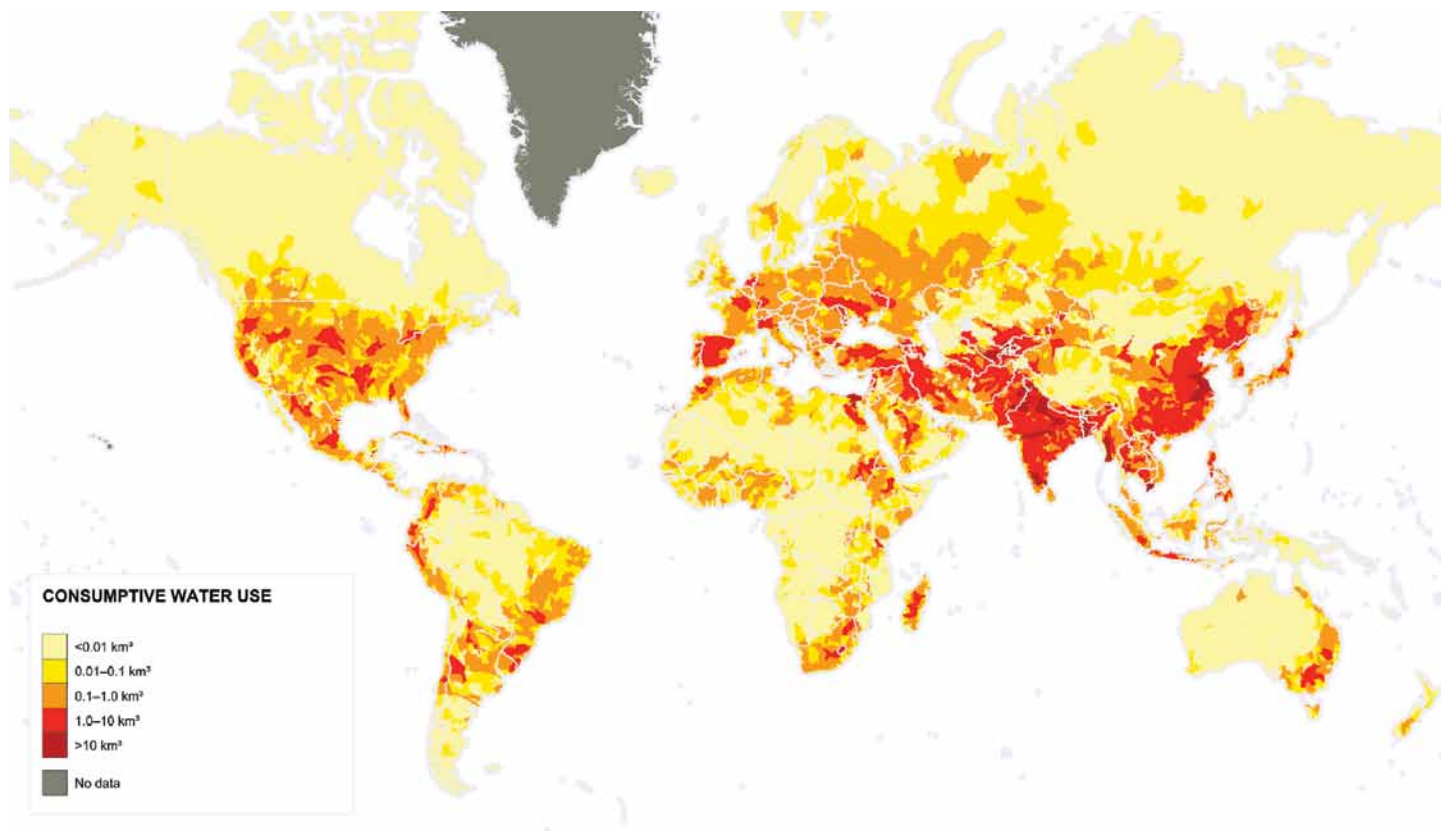 CONSUMPTIVE WATER USE
<0.01 km³
0.01–0.1 km³
0.1–1.0 km³
1.0–10 km³
>10 km³
No data